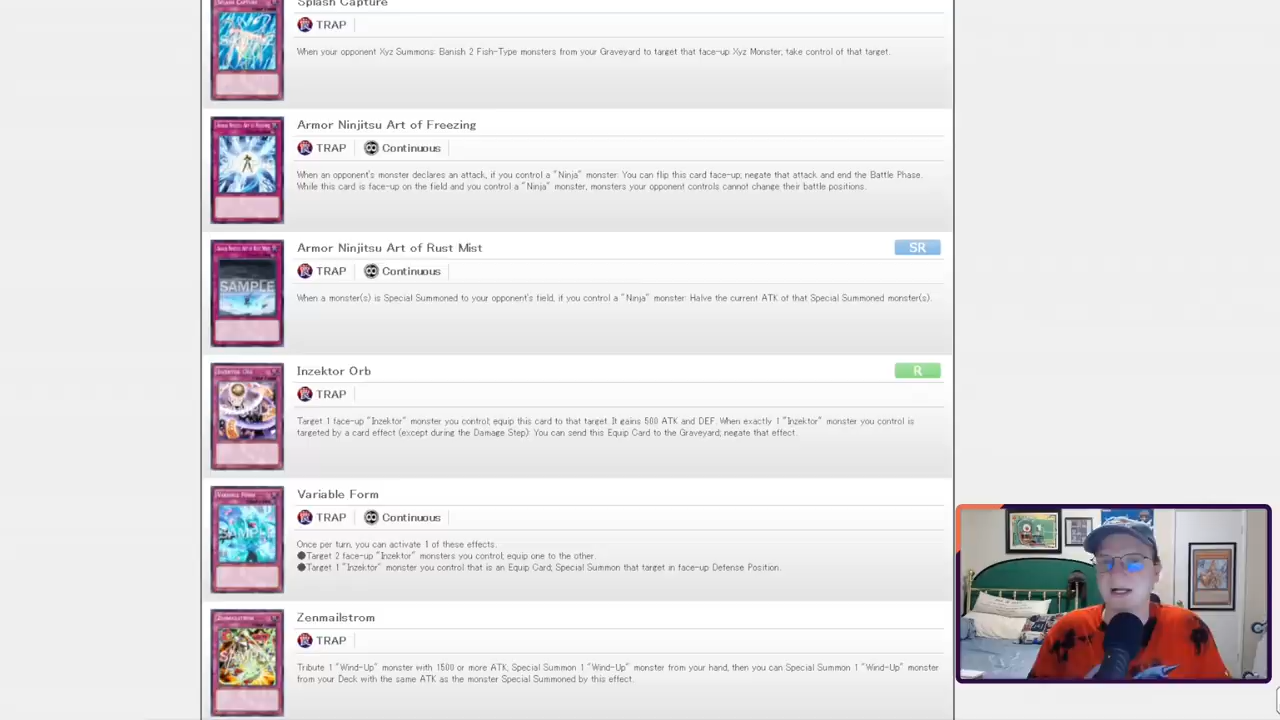 Splash Capture
TRAP
When your opponent Xyz Summons: Banish 2 Fish-Type monsters from your Graveyard to target that face-up Xyz Monster; take control of that target.
Armor Ninjitsu Art of Freezing
TRAP Continuous
When an opponent's monster declares an attack, if you control a "Ninja" monster: You can flip this card face-up; negate that attack and end the Battle Phase.
While this card is face-up on the field and you control a "Ninja" monster, monsters your opponent controls cannot change their battle positions.
Armor Ninjitsu Art of Rust Mist SR
TRAP Continuous
SAMPLE
When a monster(s) is Special Summoned to your opponent's field, if you control a "Ninja" monster: Halve the current ATK of that Special Summoned monster(s).
Inzektor Orb R
TRAP
Target 1 face-up "Inzektor" monster you control; equip this card to that target. It gains 500 ATK and DEF. When exactly 1 "Inzektor" monster you control is
targeted by a card effect (except during the Damage Step): You can send this Equip Card to the Graveyard; negate that effect.
Variable Form
TRAP Continuous
Once per turn, you can activate 1 of these effects.
●Target 2 face-up "Inzektor" monsters you control; equip one to the other.
●Target 1 "Inzektor" monster you control that is an Equip Card; Special Summon that target in face-up Defense Position.
Zenmailstrom
TRAP
Tribute 1 "Wind-Up" monster with 1500 or more ATK; Special Summon 1 "Wind-Up" monster from your hand, then you can Special Summon 1 "Wind-Up" monster
from your Deck with the same ATK as the monster Special Summoned by this effect.